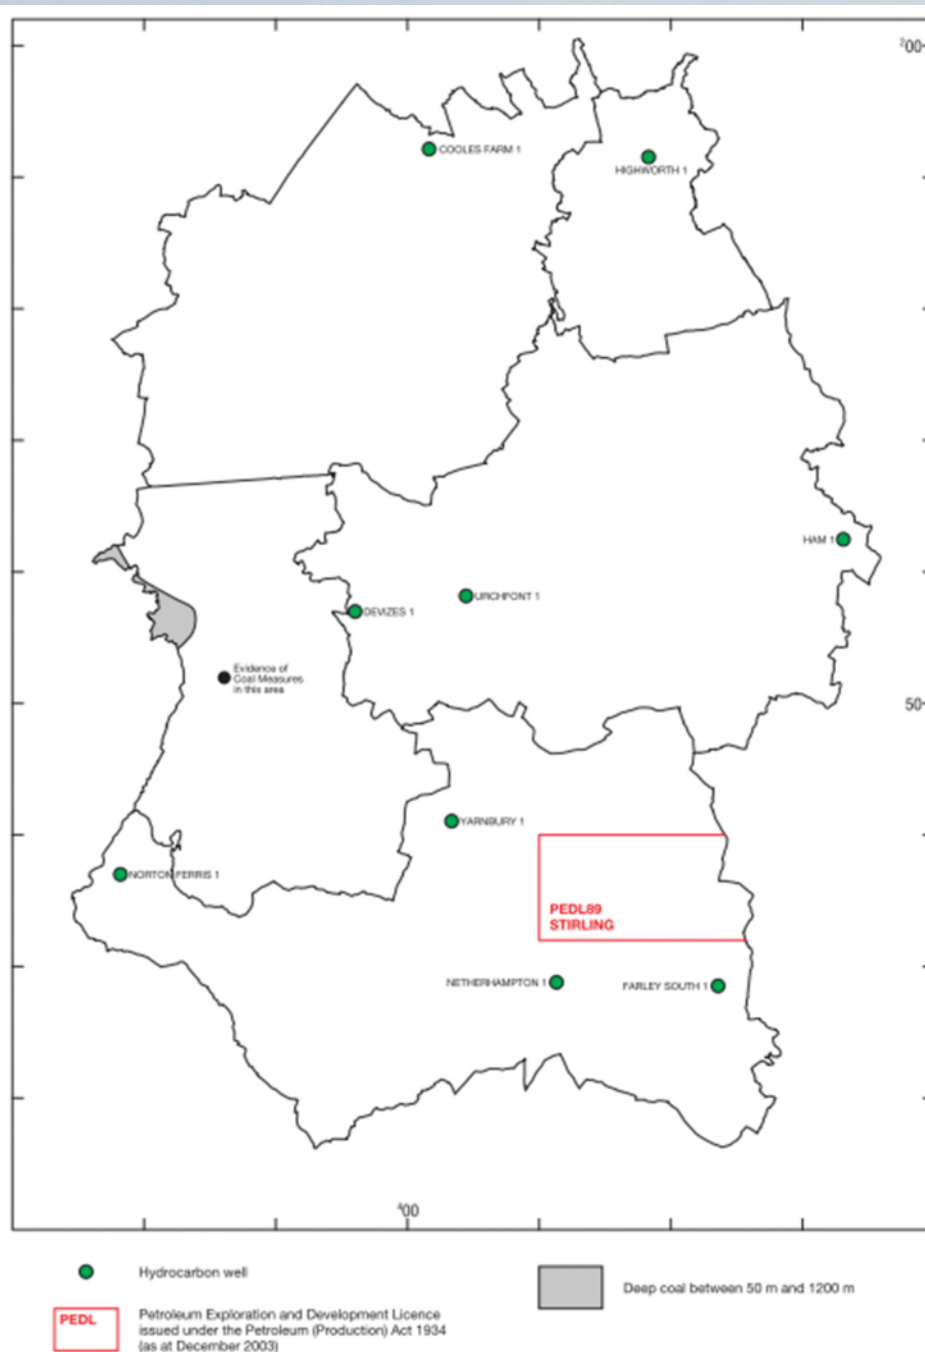 ²00
COOLES FARM 1
HIGHWORTH 1
HAM 1
URCHFONT 1
DEVIZES 1
Evidence of
Coal Measures
in this area
50
YARNBURY 1
NORTON FERRIS 1
PEDL89
STIRLING
NETHERHAMPTON 1
FARLEY SOUTH 1
⁴00
Hydrocarbon well
Deep coal between 50 m and 1200 m
PEDL
Petroleum Exploration and Development Licence
issued under the Petroleum (Production) Act 1934
(as at December 2003)